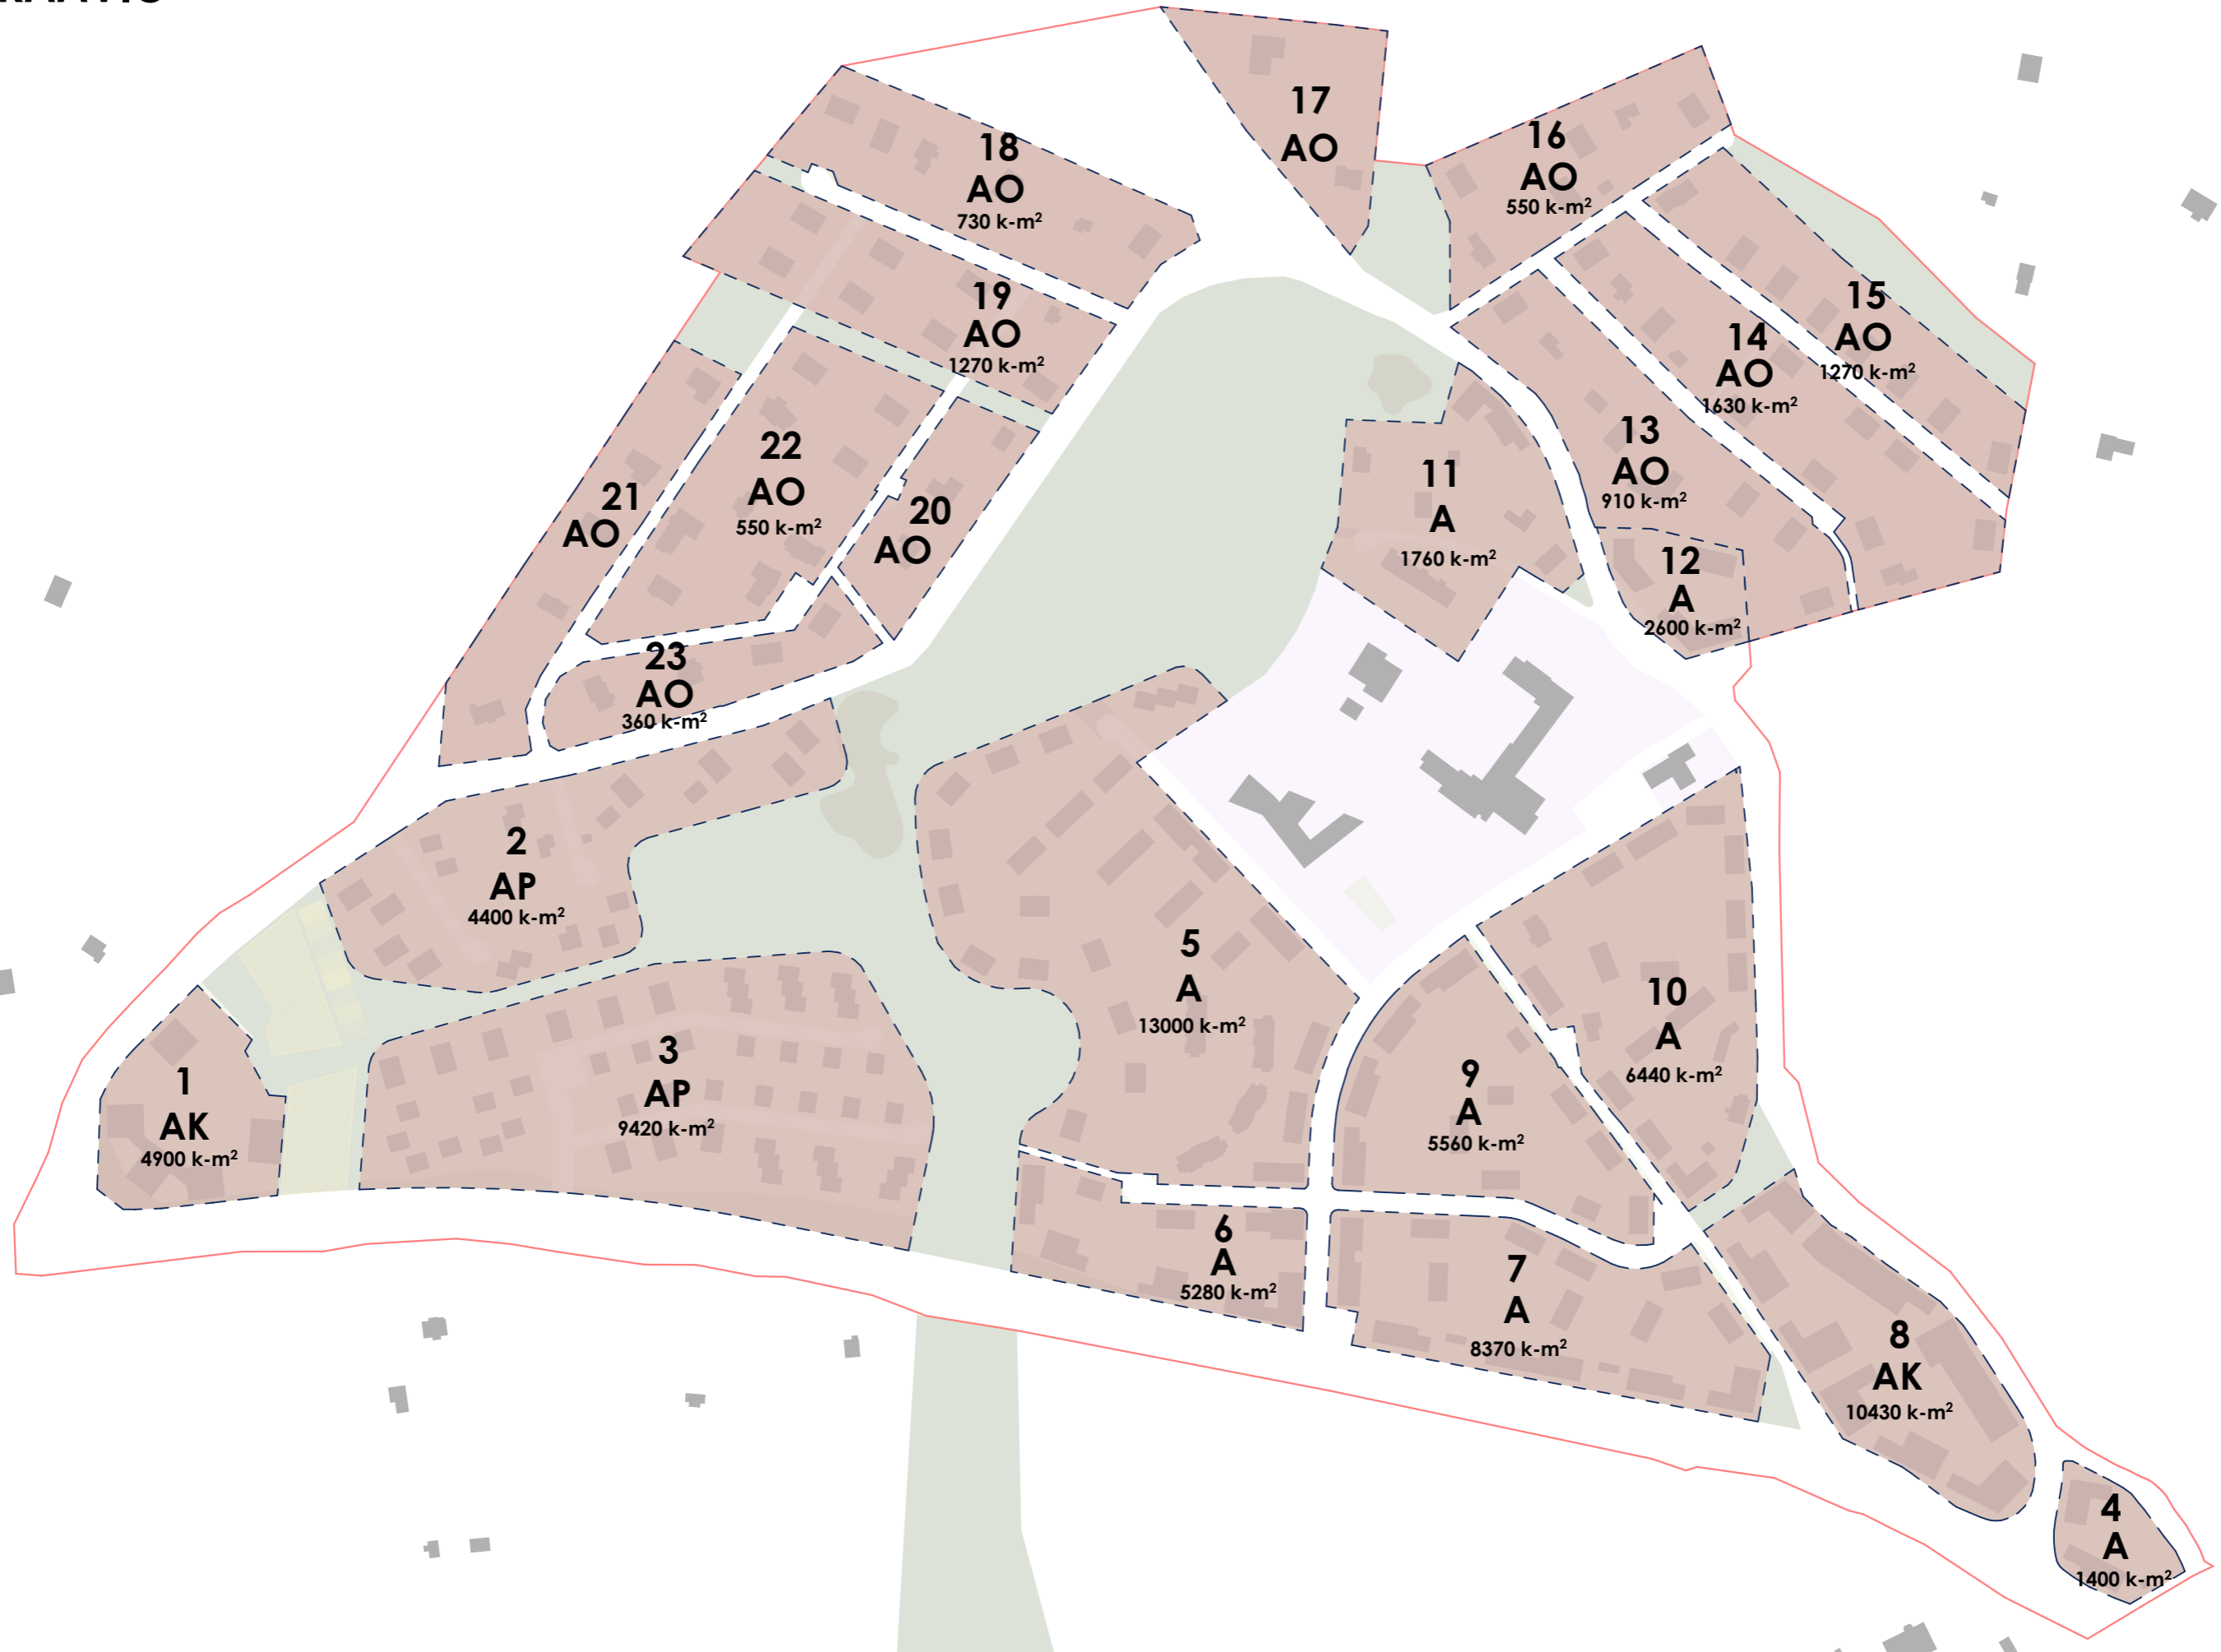 17
AO
16
AO
550 k-m²
18
AO
730 k-m²
19
AO
1270 k-m²
15
AO
1270 k-m²
14
AO
1630 k-m²
13
AO
910 k-m²
22
AO
550 k-m²
11
A
1760 k-m²
21
AO
20
AO
12
A
2600 k-m²
23
AO
360 k-m²
2
AP
4400 k-m²
5
A
13000 k-m²
10
A
6440 k-m²
3
AP
9420 k-m²
9
A
5560 k-m²
1
AK
4900 k-m²
6
A
5280 k-m²
7
A
8370 k-m²
8
AK
10430 k-m²
4
A
1400 k-m²